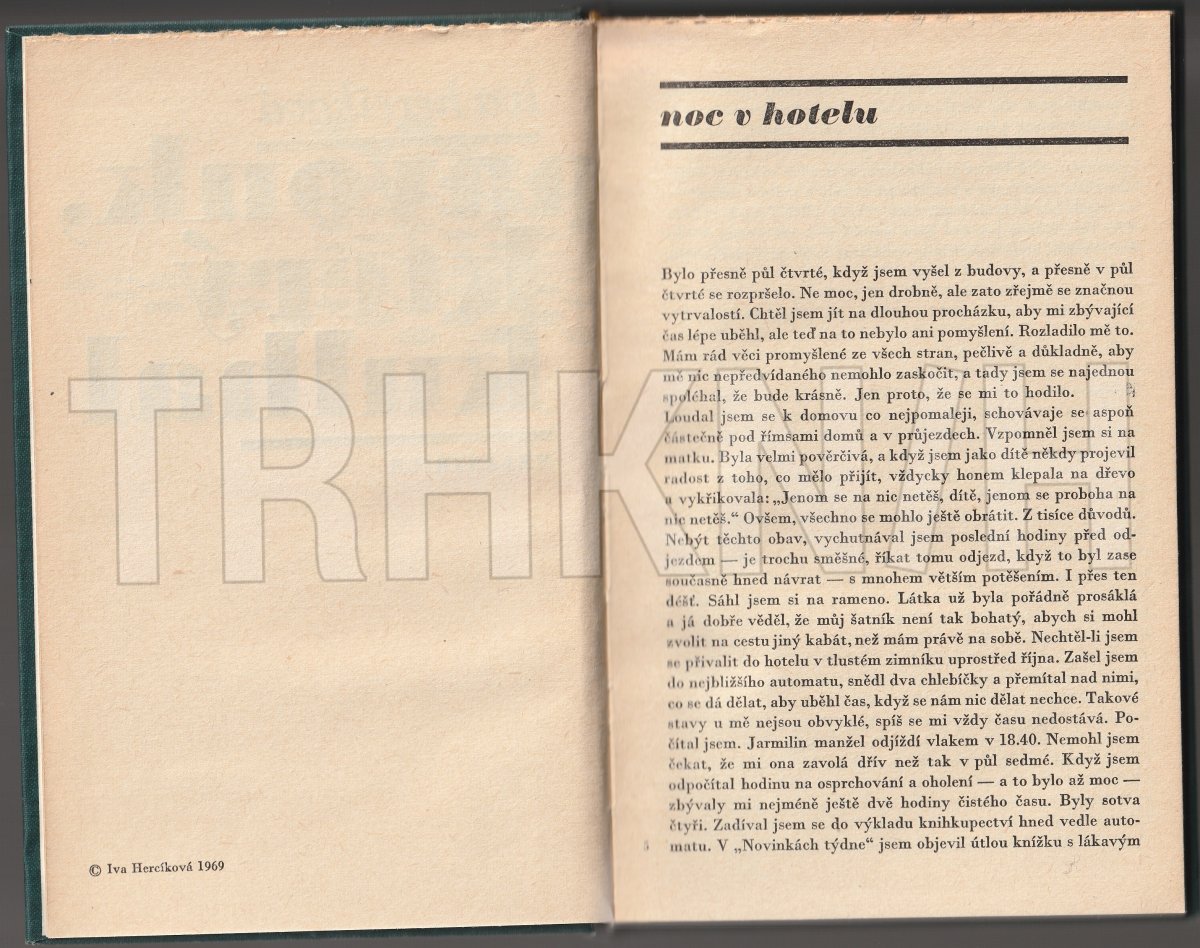 © Iva Hercíková 1969
noc v hotelu
Bylo přesně půl čtvrté, když jsem vyšel z budovy, a přesně v půl
čtvrté se rozpršelo. Ne moc, jen drobně, ale zato zřejmě se značnou
vytrvalostí. Chtěl jsem jít na dlouhou procházku, aby mi zbývající
čas lépe uběhl, ale teď na to nebylo ani pomyšlení. Rozladilo mě to.
Mám rád věci promyšlené ze všech stran, pečlivě a důkladně, aby
mě nic nepředvídaného nemohlo zaskočit, a tady jsem se najednou
spoléhal, že bude krásně. Jen proto, že se mi to hodilo.
Loudal jsem se k domovu co nejpomaleji, schovávaje se aspoň
částečně pod římsami domů a v průjezdech. Vzpomněl jsem si na
matku. Byla velmi pověrčivá, a když jsem jako dítě někdy projevil
radost z toho, co mělo přijít, vždycky honem klepala na dřevo
a vykřikovala: „Jenom se na nic netěš, dítě, jenom se proboha na
nic netěš.“ Ovšem, všechno se mohlo ještě obrátit. Z tisíce důvodů.
Nebýt těchto obav, vychutnával jsem poslední hodiny před od-
jezdem — je trochu směšné, říkat tomu odjezd, když to byl zase
současně hned návrat — s mnohem větším potěšením. I přes ten
déšť. Sáhl jsem si na rameno. Látka už byla pořádně prosáklá
a já dobře věděl, že můj šatník není tak bohatý, abych si mohl
zvolit na cestu jiný kabát, než mám právě na sobě. Nechtěl-li jsem
se přivalit do hotelu v tlustém zimníku uprostřed října. Zašel jsem
do nejbližšího automatu, snědl dva chlebíčky a přemítal nad nimi,
co se dá dělat, aby uběhl čas, když se nám nic dělat nechce. Takové
stavy u mě nejsou obvyklé, spíš se mi vždy času nedostává. Po-
čítal jsem. Jarmilin manžel odjíždí vlakem v 18.40. Nemohl jsem
čekat, že mi ona zavolá dřív než tak v půl sedmé. Když jsem
odpočítal hodinu na osprchování a oholení — a to bylo až moc —
zbývaly mi nejméně ještě dvě hodiny čistého času. Byly sotva
čtyři. Zadíval jsem se do výkladu knihkupectví hned vedle auto-
5 matu. V „Novinkách týdne“ jsem objevil útlou knížku s lákavým
TRHKNIH